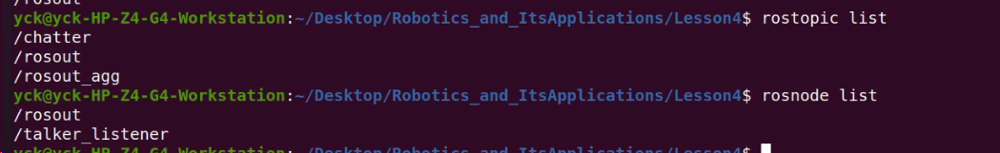 /rosout
yck@yck-HP-Z4-G4-Workstation:~/Desktop/Robotics_and_ItsApplications/Lesson4$ rostopic list
/chatter
/rosout
/rosout_agg
yck@yck-HP-Z4-G4-Workstation:~/Desktop/Robotics_and_ItsApplications/Lesson4$ rosnode list
/rosout
/talker_listener
yck@yck-HP-Z4-G4-Workstation:~/Desktop/Robotics_and_ItsApplications/Lesson4$